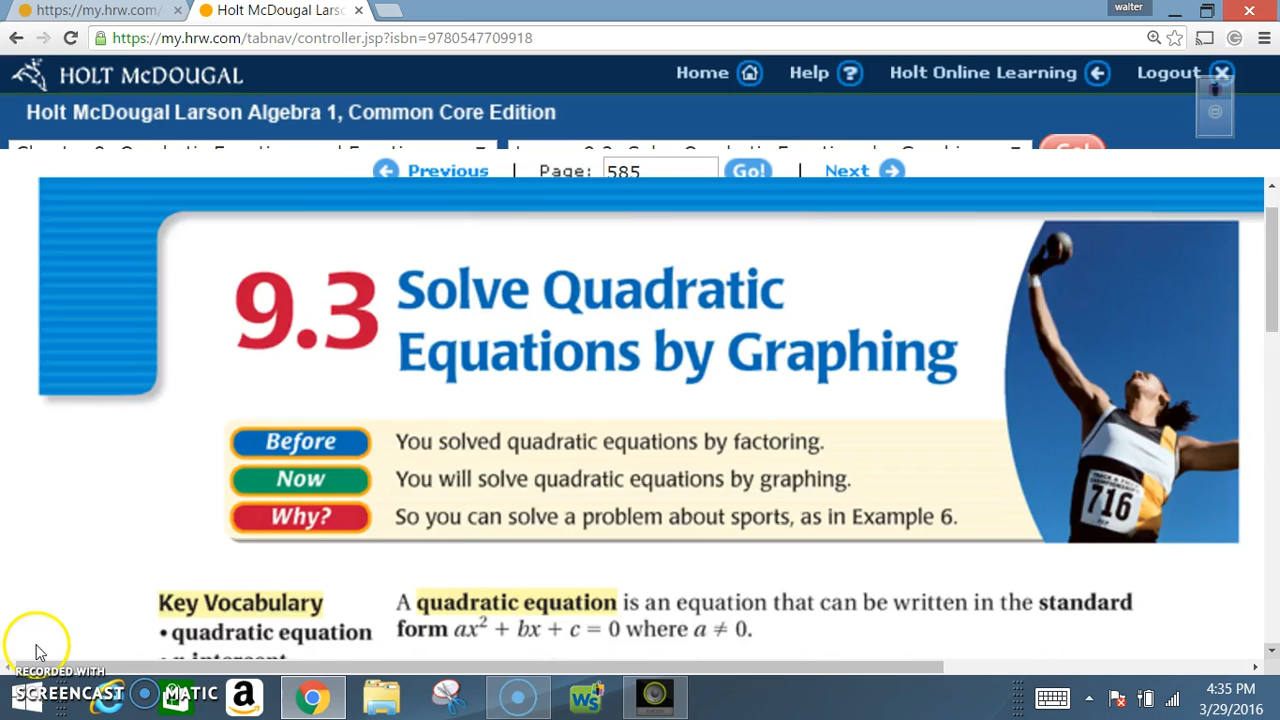 https://my.hrw.com/
Holt McDougal Lars
walter
https://my.hrw.com/tabnav/controller.jsp?isbn=9780547709918
HOLT MCDOUGAL
Home
Help
Holt Online Learning
Logout
Holt McDougal Larson Algebra 1, Common Core Edition
Previous | Page: 585 Go! | Next
9.3 Solve Quadratic
Equations by Graphing
Before You solved quadratic equations by factoring.
Now You will solve quadratic equations by graphing.
Why? So you can solve a problem about sports, as in Example 6.
716
Key Vocabulary
• quadratic equation
A quadratic equation is an equation that can be written in the standard
form ax² + bx + c = 0 where a ≠ 0.
RECORDED WITH
SCREENCAST MATIC
4:35 PM
3/29/2016